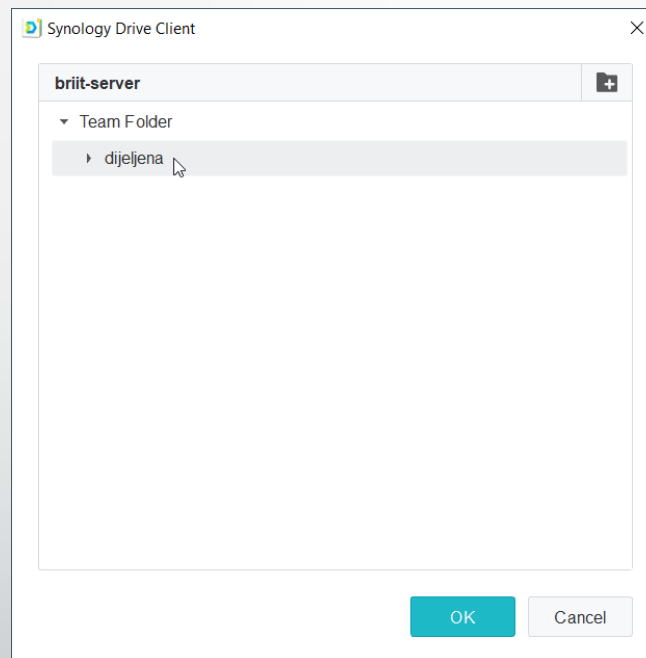 Synology Drive Client
briit-server
Team Folder
dijeljena
OK
Cancel